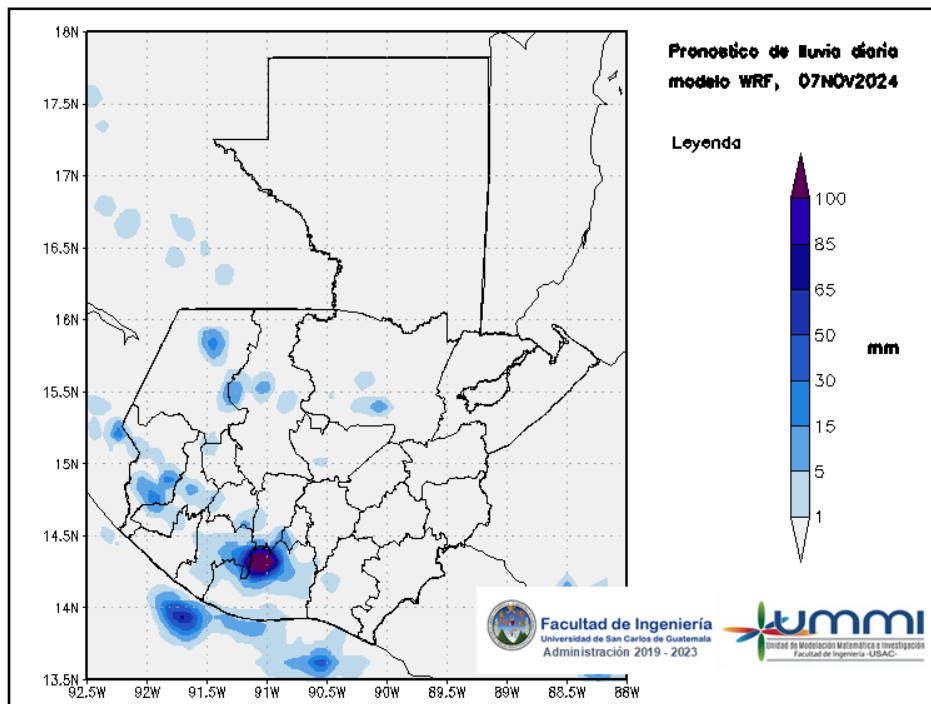 Pronostico de lluvia diaria
modelo WRF, 07NOV2024
Leyenda
100
85
65
50
30
15
5
1
mm
18N
17.5N
17N
16.5N
16N
15.5N
15N
14.5N
14N
13.5N
92.5W
92W
91.5W
91W
90.5W
90W
89.5W
89W
88.5W
88W
Facultad de Ingeniería
Universidad de San Carlos de Guatemala
Administración 2019 - 2023
UMMI
Unidad de Modelación Matemática e Investigación
Facultad de Ingeniería -USAC-